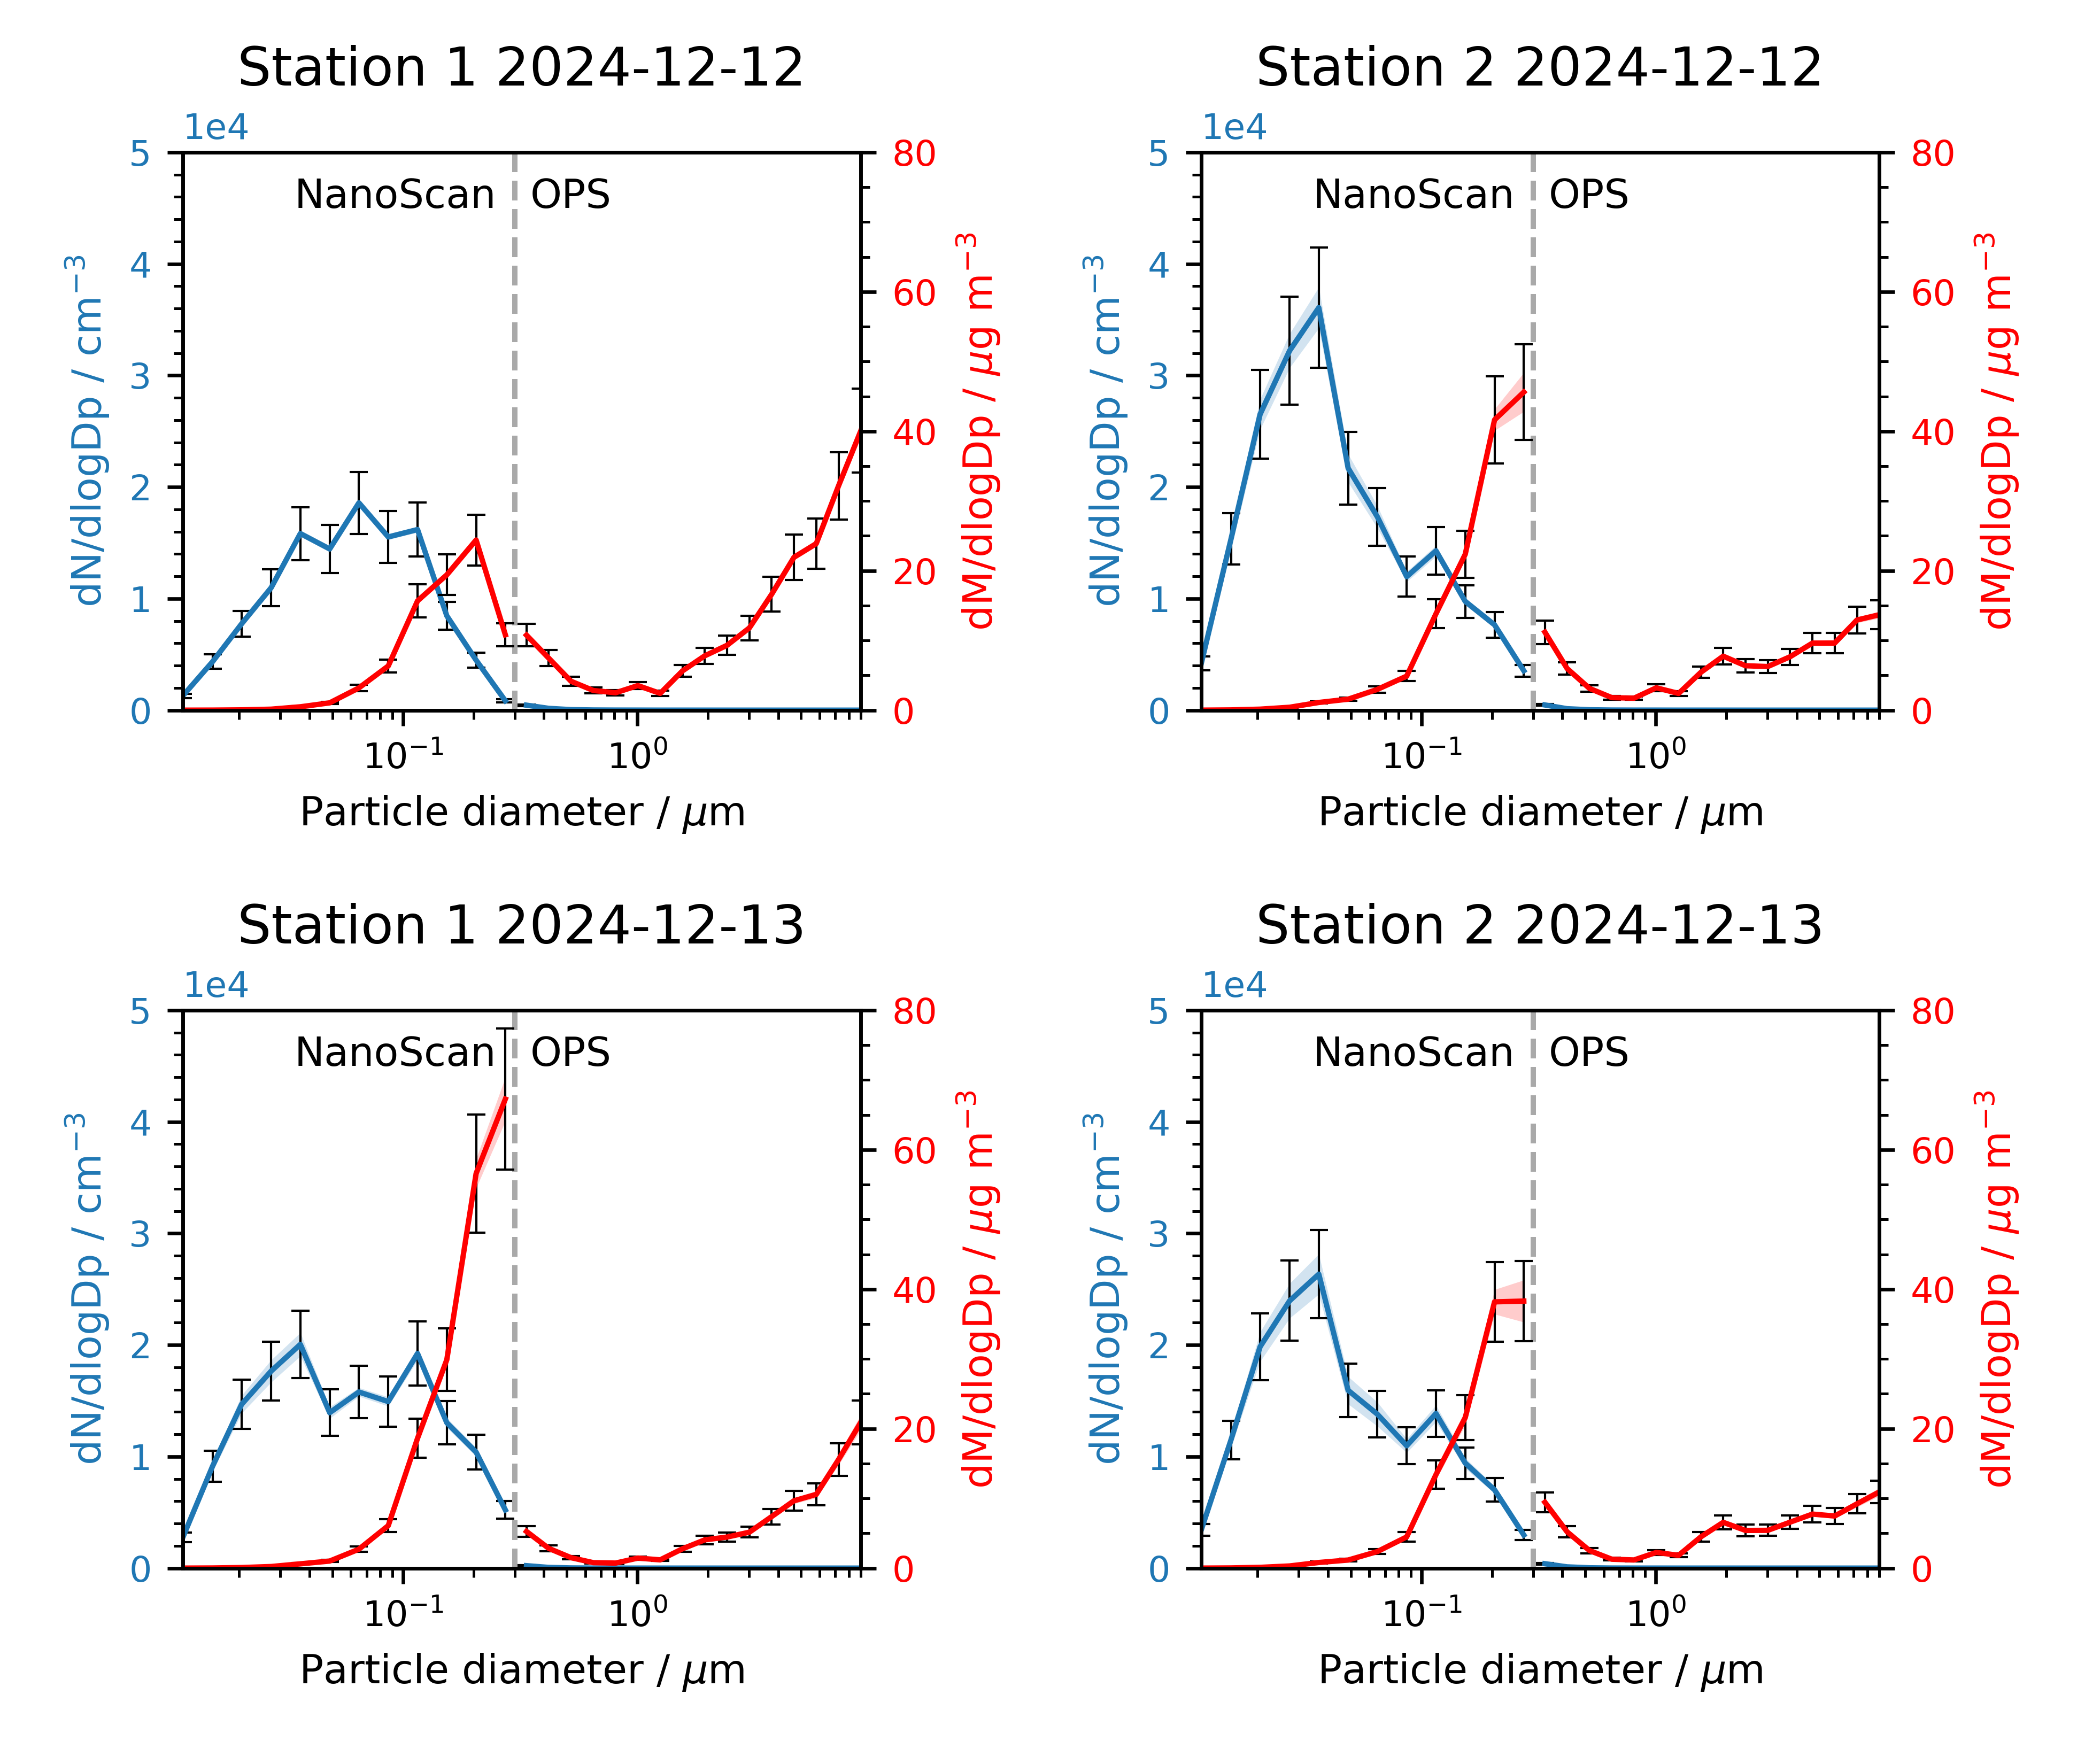 Station 1 2024-12-12
1e4
5
4
3
2
1
0
dN/dlogDp / cm⁻³
NanoScan
OPS
80
60
40
20
0
dM/dlogDp / μg m⁻³
10⁻¹
10⁰
Particle diameter / μm
Station 2 2024-12-12
1e4
5
4
3
2
1
0
dN/dlogDp / cm⁻³
NanoScan
OPS
80
60
40
20
0
dM/dlogDp / μg m⁻³
10⁻¹
10⁰
Particle diameter / μm
Station 1 2024-12-13
1e4
5
4
3
2
1
0
dN/dlogDp / cm⁻³
NanoScan
OPS
80
60
40
20
0
dM/dlogDp / μg m⁻³
10⁻¹
10⁰
Particle diameter / μm
Station 2 2024-12-13
1e4
5
4
3
2
1
0
dN/dlogDp / cm⁻³
NanoScan
OPS
80
60
40
20
0
dM/dlogDp / μg m⁻³
10⁻¹
10⁰
Particle diameter / μm